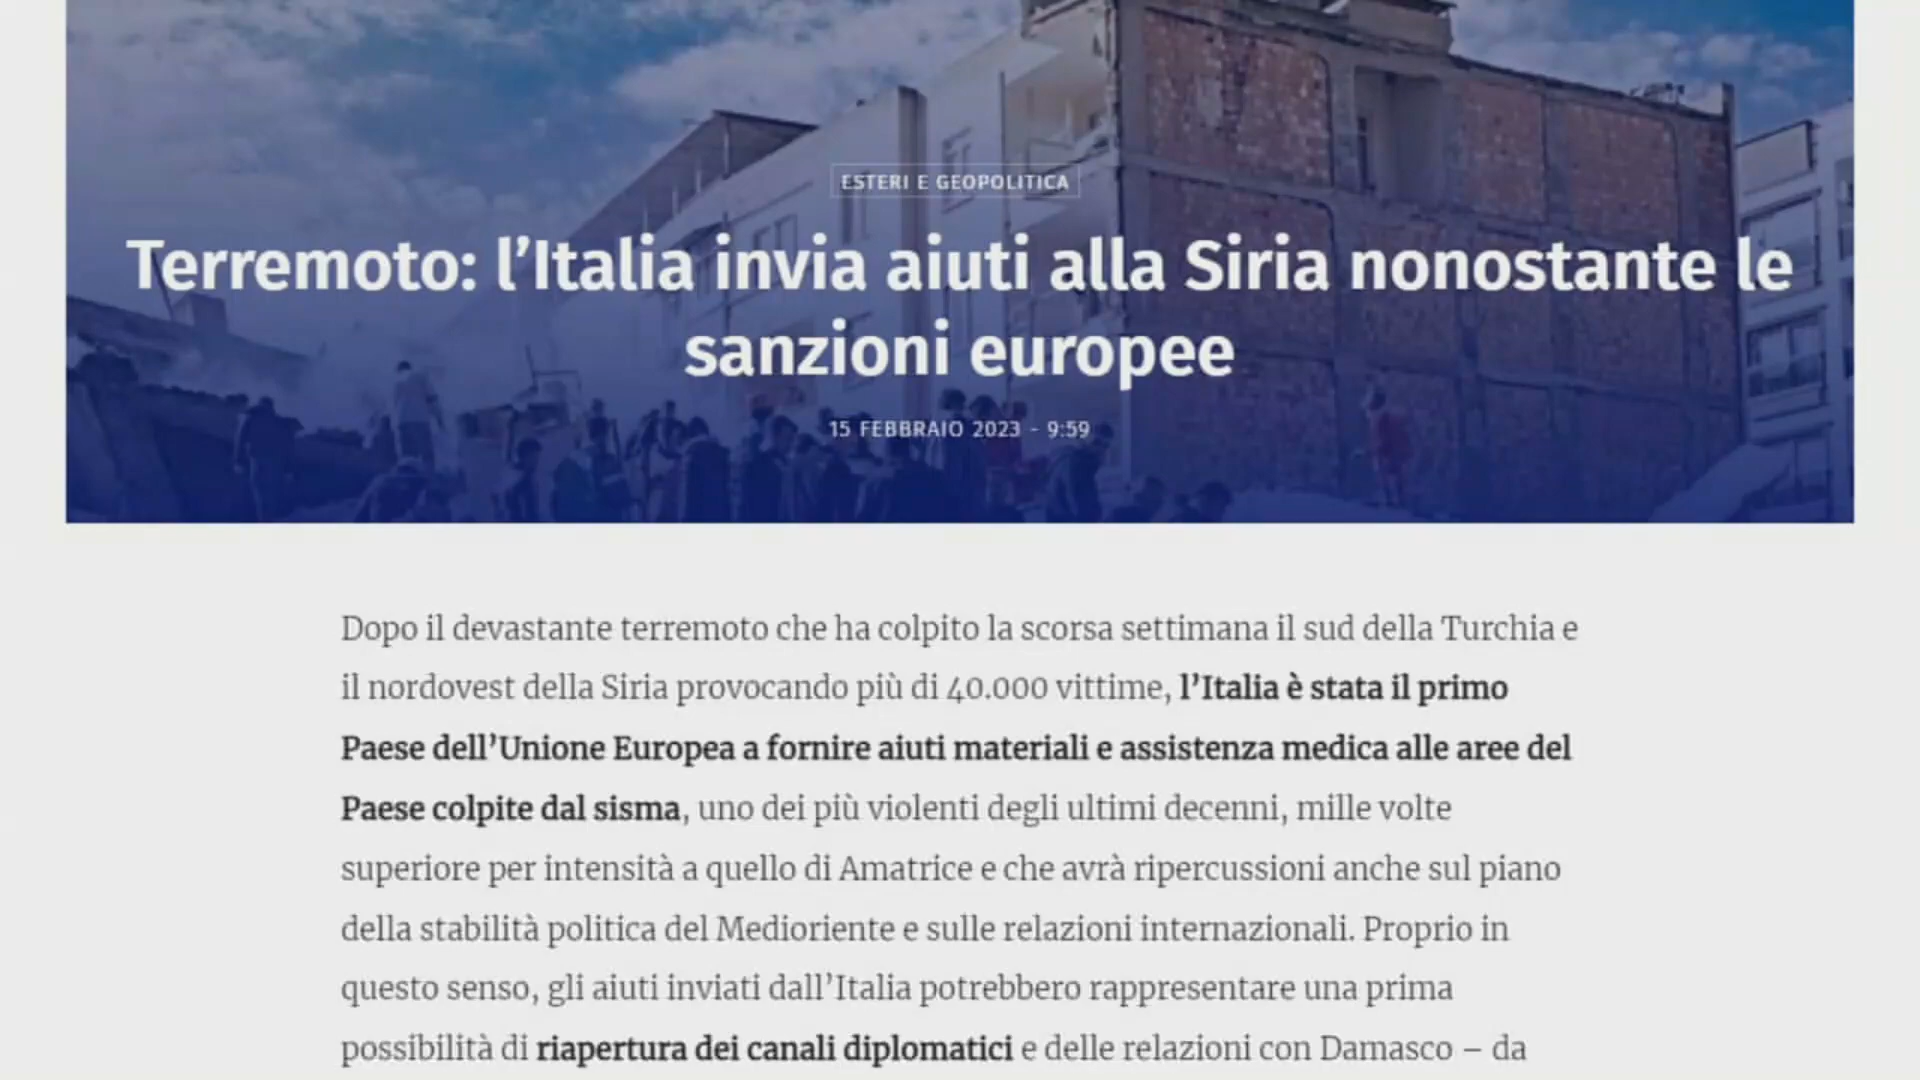 ESTERI E GEOPOLITICA
Terremoto: l’Italia invia aiuti alla Siria nonostante le
sanzioni europee
15 FEBBRAIO 2023 - 9:59
Dopo il devastante terremoto che ha colpito la scorsa settimana il sud della Turchia e
il nordovest della Siria provocando più di 40.000 vittime, l’Italia è stata il primo
Paese dell’Unione Europea a fornire aiuti materiali e assistenza medica alle aree del
Paese colpite dal sisma, uno dei più violenti degli ultimi decenni, mille volte
superiore per intensità a quello di Amatrice e che avrà ripercussioni anche sul piano
della stabilità politica del Medioriente e sulle relazioni internazionali. Proprio in
questo senso, gli aiuti inviati dall’Italia potrebbero rappresentare una prima
possibilità di riapertura dei canali diplomatici e delle relazioni con Damasco – da